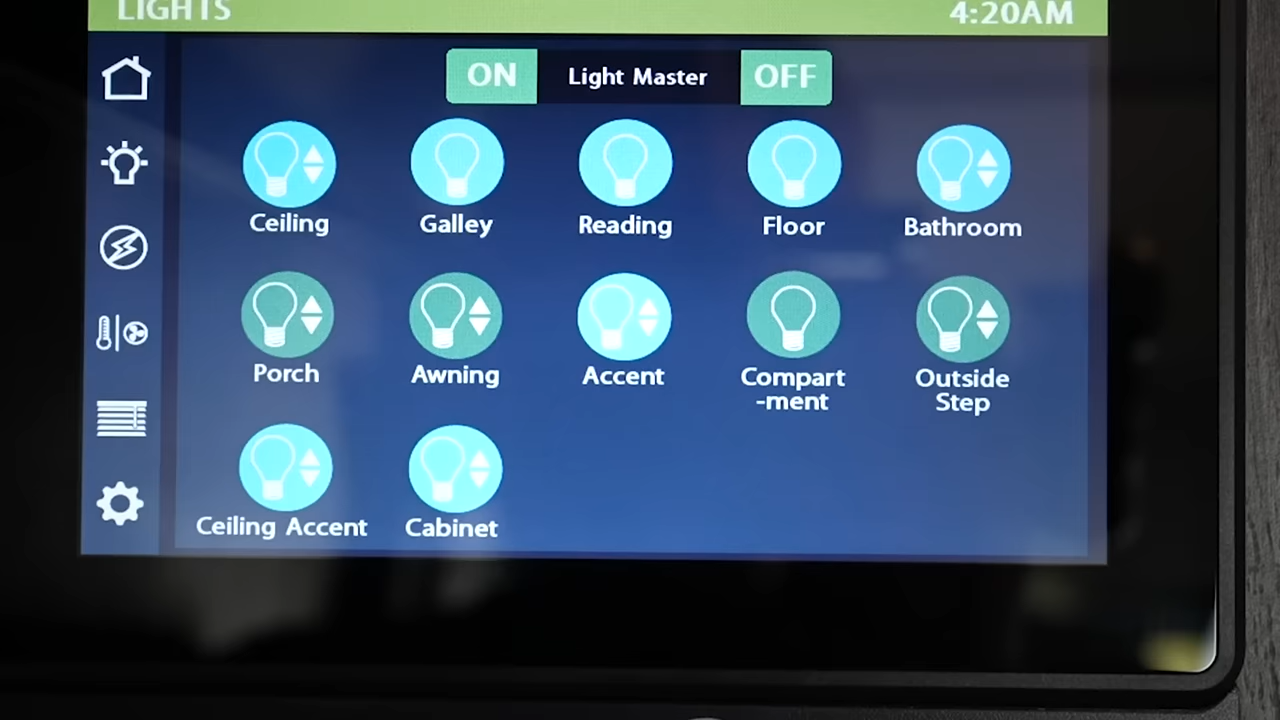 LIGHTS 4:20AM
ON Light Master OFF
Ceiling Galley Reading Floor Bathroom
Porch Awning Accent Compart
-ment Outside
Step
Ceiling Accent Cabinet